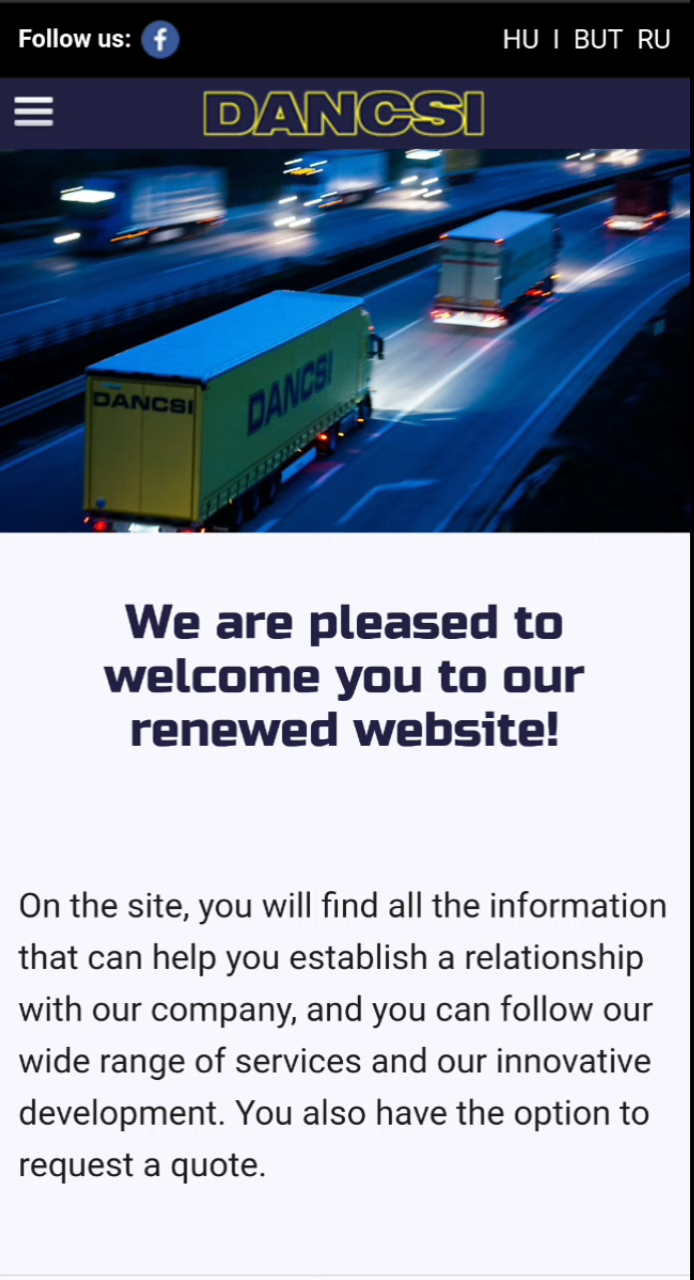 Follow us:
HU I BUT RU
DANCSI
DANCSI
DANCSI
We are pleased to
welcome you to our
renewed website!
On the site, you will find all the information
that can help you establish a relationship
with our company, and you can follow our
wide range of services and our innovative
development. You also have the option to
request a quote.